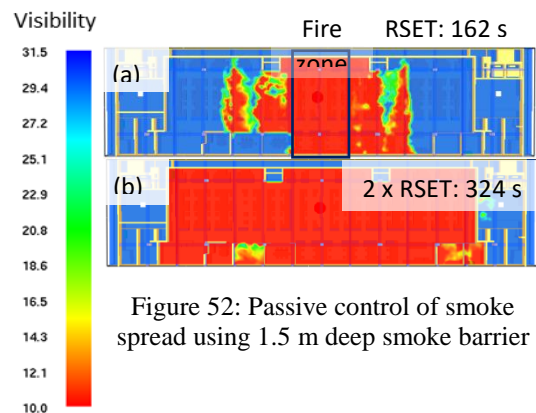 Visibility
Fire
RSET: 162 s
31.5
29.4
27.2
25.1
22.9
20.8
18.6
16.5
14.3
12.1
10.0
zone
(a)
(b)
2 x RSET: 324 s
Figure 52: Passive control of smoke
spread using 1.5 m deep smoke barrier